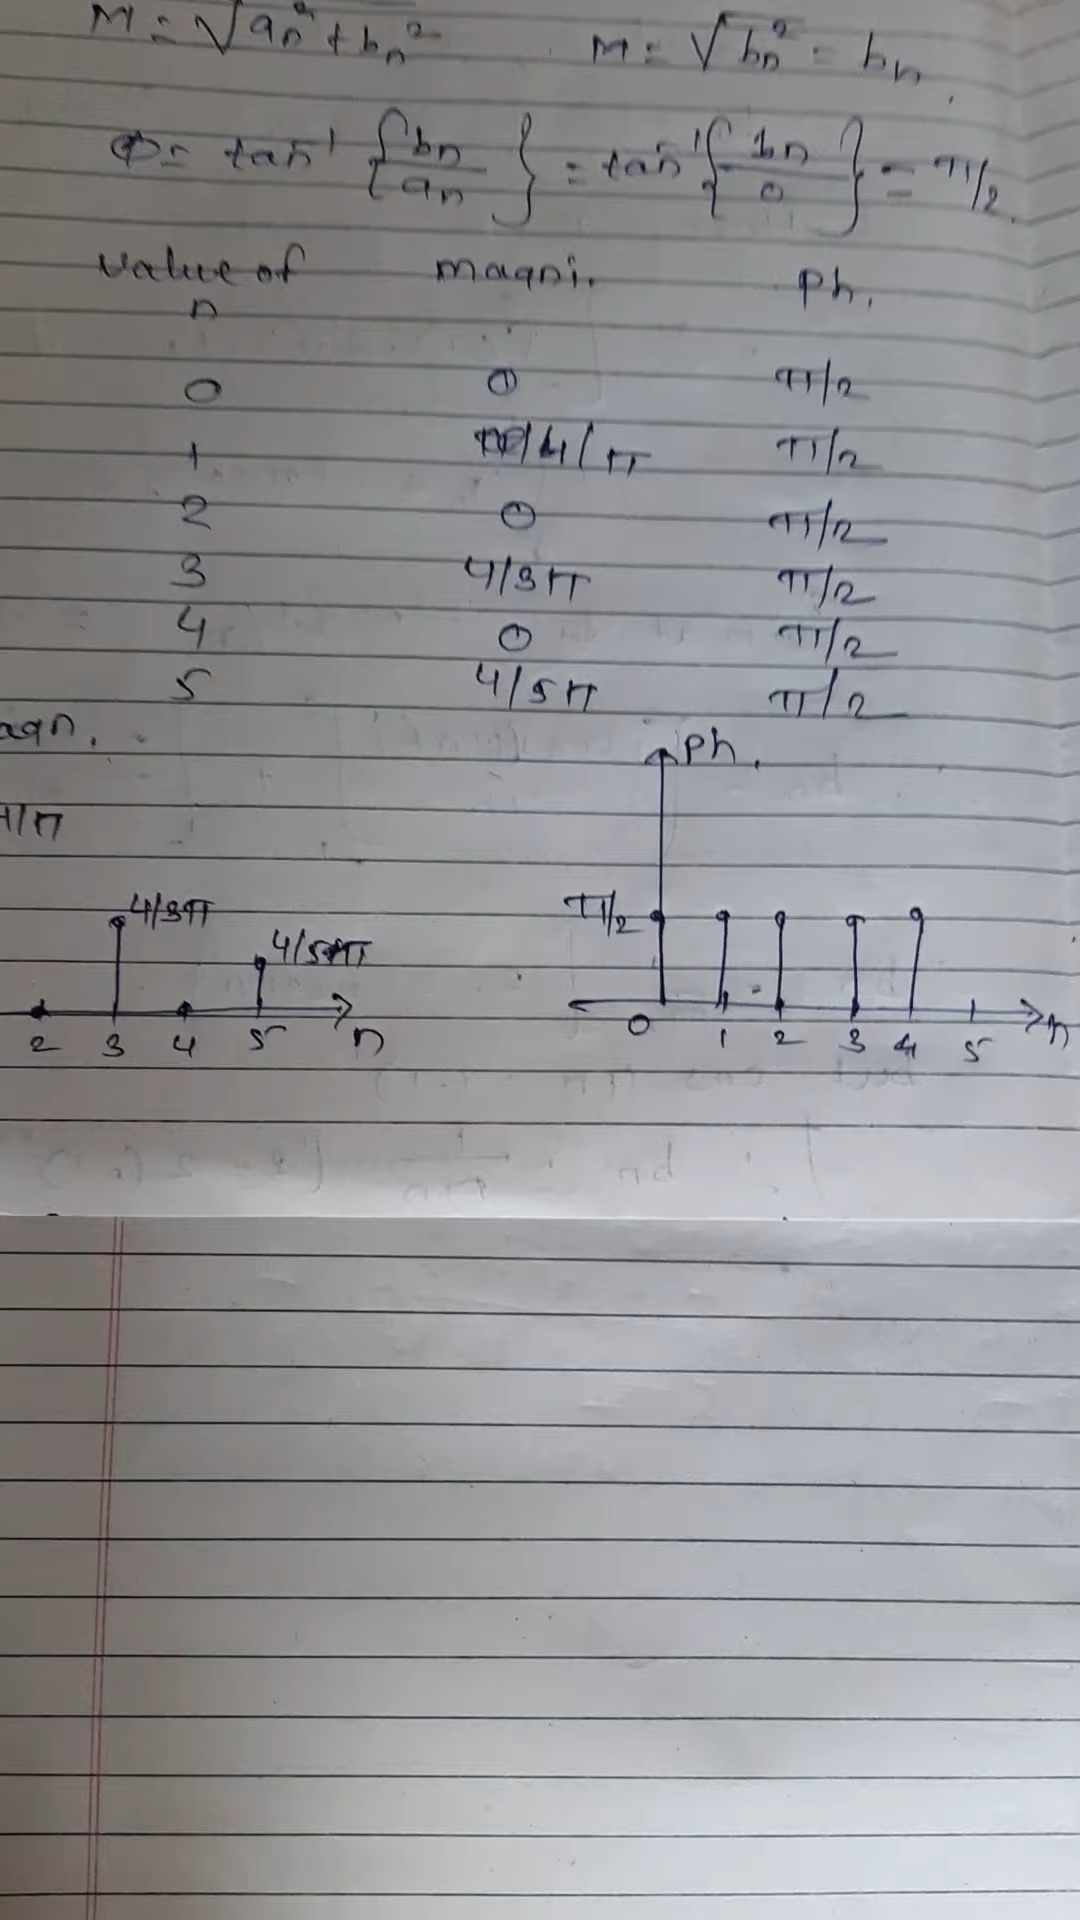 M = √an² + bn² M = √bn² = bn.
Φ = tan⁻¹ {bn/an} = tan⁻¹ {bn/0} = π/2.
value of n magni. Ph.
0 0 π/2
1 4/π π/2
2 0 π/2
3 4/3π π/2
4 0 π/2
5 4/5π π/2
agn. Ph.
4/π
4/3π π/2
4/5π
2 3 4 5 n 0 1 2 3 4 5 n